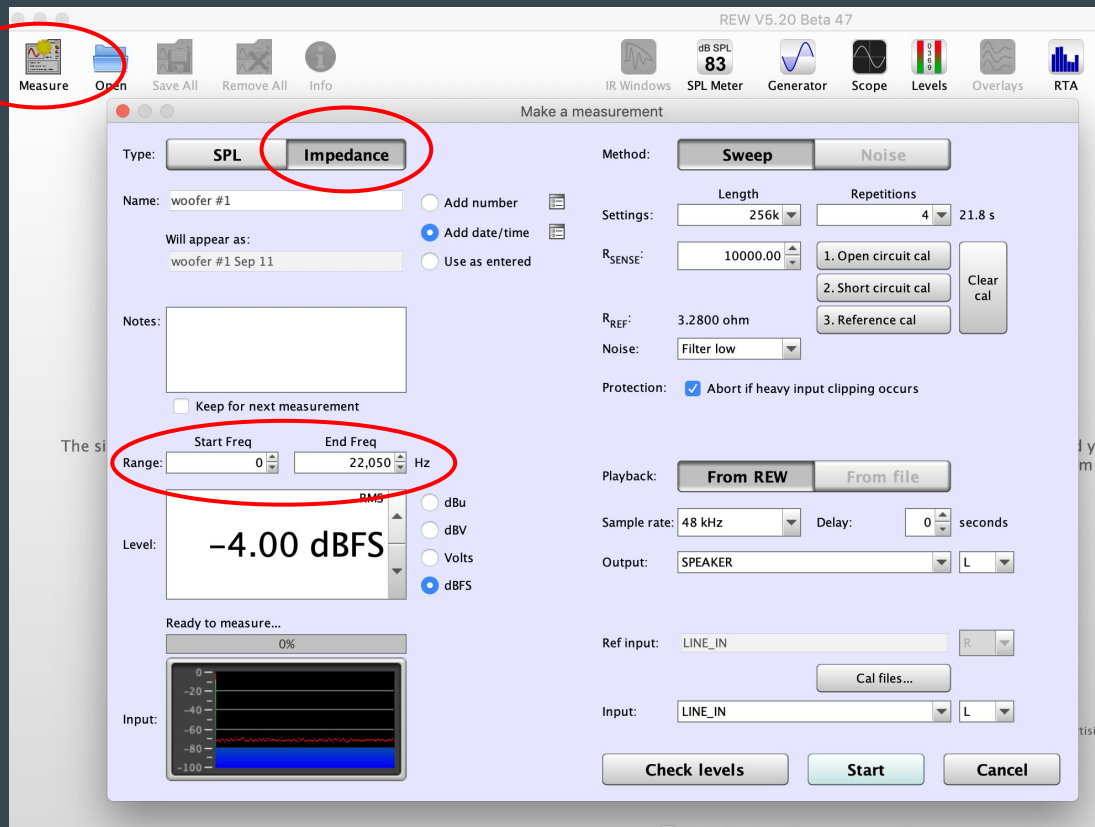 REW V5.20 Beta 47
Measure
Open
Save All
Remove All
Info
IR Windows
dB SPL
83
SPL Meter
Generator
Scope
0 3 6 9
Levels
Overlays
RTA
Make a measurement
Type: SPL Impedance
Name: woofer #1
Add number
Will appear as:
Add date/time
woofer #1 Sep 11
Use as entered
Notes:
Keep for next measurement
The si
Start Freq End Freq
Range: 0 22,050 Hz
RMS
Level: -4.00 dBFS
dBu
dBV
Volts
dBFS
Ready to measure...
0%
Input:
0
-20
-40
-60
-80
-100
Method: Sweep Noise
Length Repetitions
Settings: 256k 4 21.8 s
RSENSE: 10000.00
1. Open circuit cal
2. Short circuit cal
Clear cal
RREF: 3.2800 ohm
3. Reference cal
Noise: Filter low
Protection: Abort if heavy input clipping occurs
Playback: From REW From file
Sample rate: 48 kHz Delay: 0 seconds
Output: SPEAKER L
Ref input: LINE_IN R
Cal files...
Input: LINE_IN L
Check levels Start Cancel